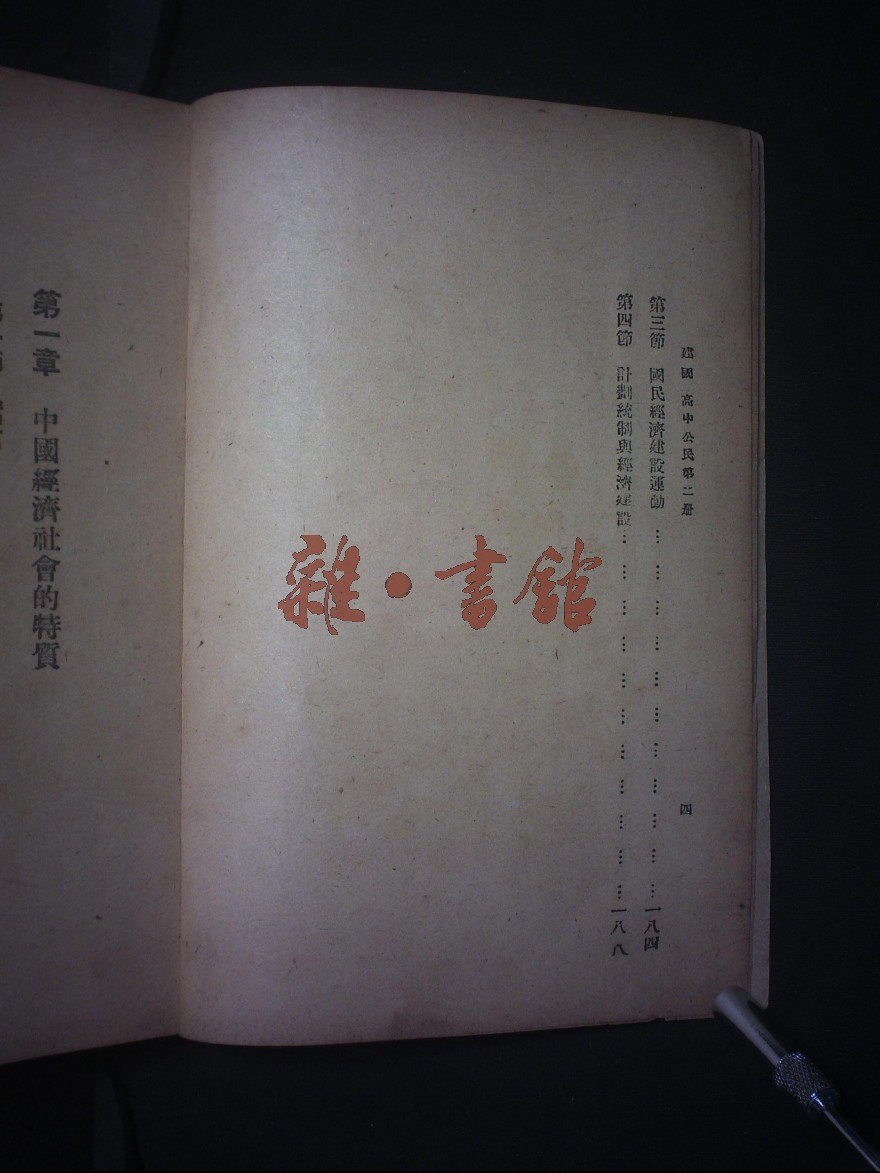 建國 高中公民第二册
四
第三節 國民經濟建設運動……………………………一八四
第四節 計劃統制與經濟建設……………………………一八八
第一章 中國經濟社會的特質
雜·書館